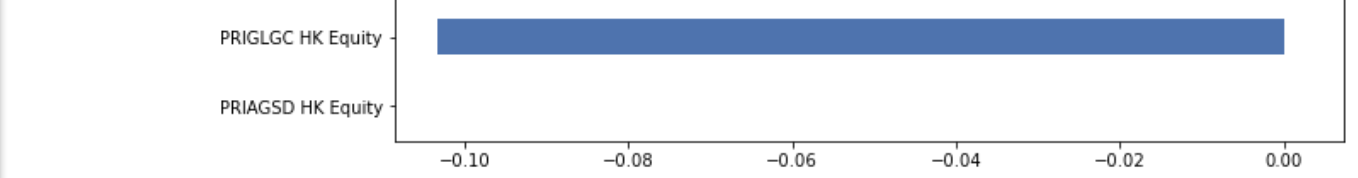 PRIGLGC HK Equity
PRIAGSD HK Equity
−0.10 −0.08 −0.06 −0.04 −0.02 0.00